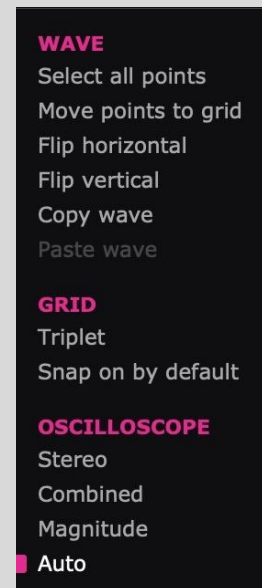 WAVE
Select all points
Move points to grid
Flip horizontal
Flip vertical
Copy wave
Paste wave
GRID
Triplet
Snap on by default
OSCILLOSCOPE
Stereo
Combined
Magnitude
Auto